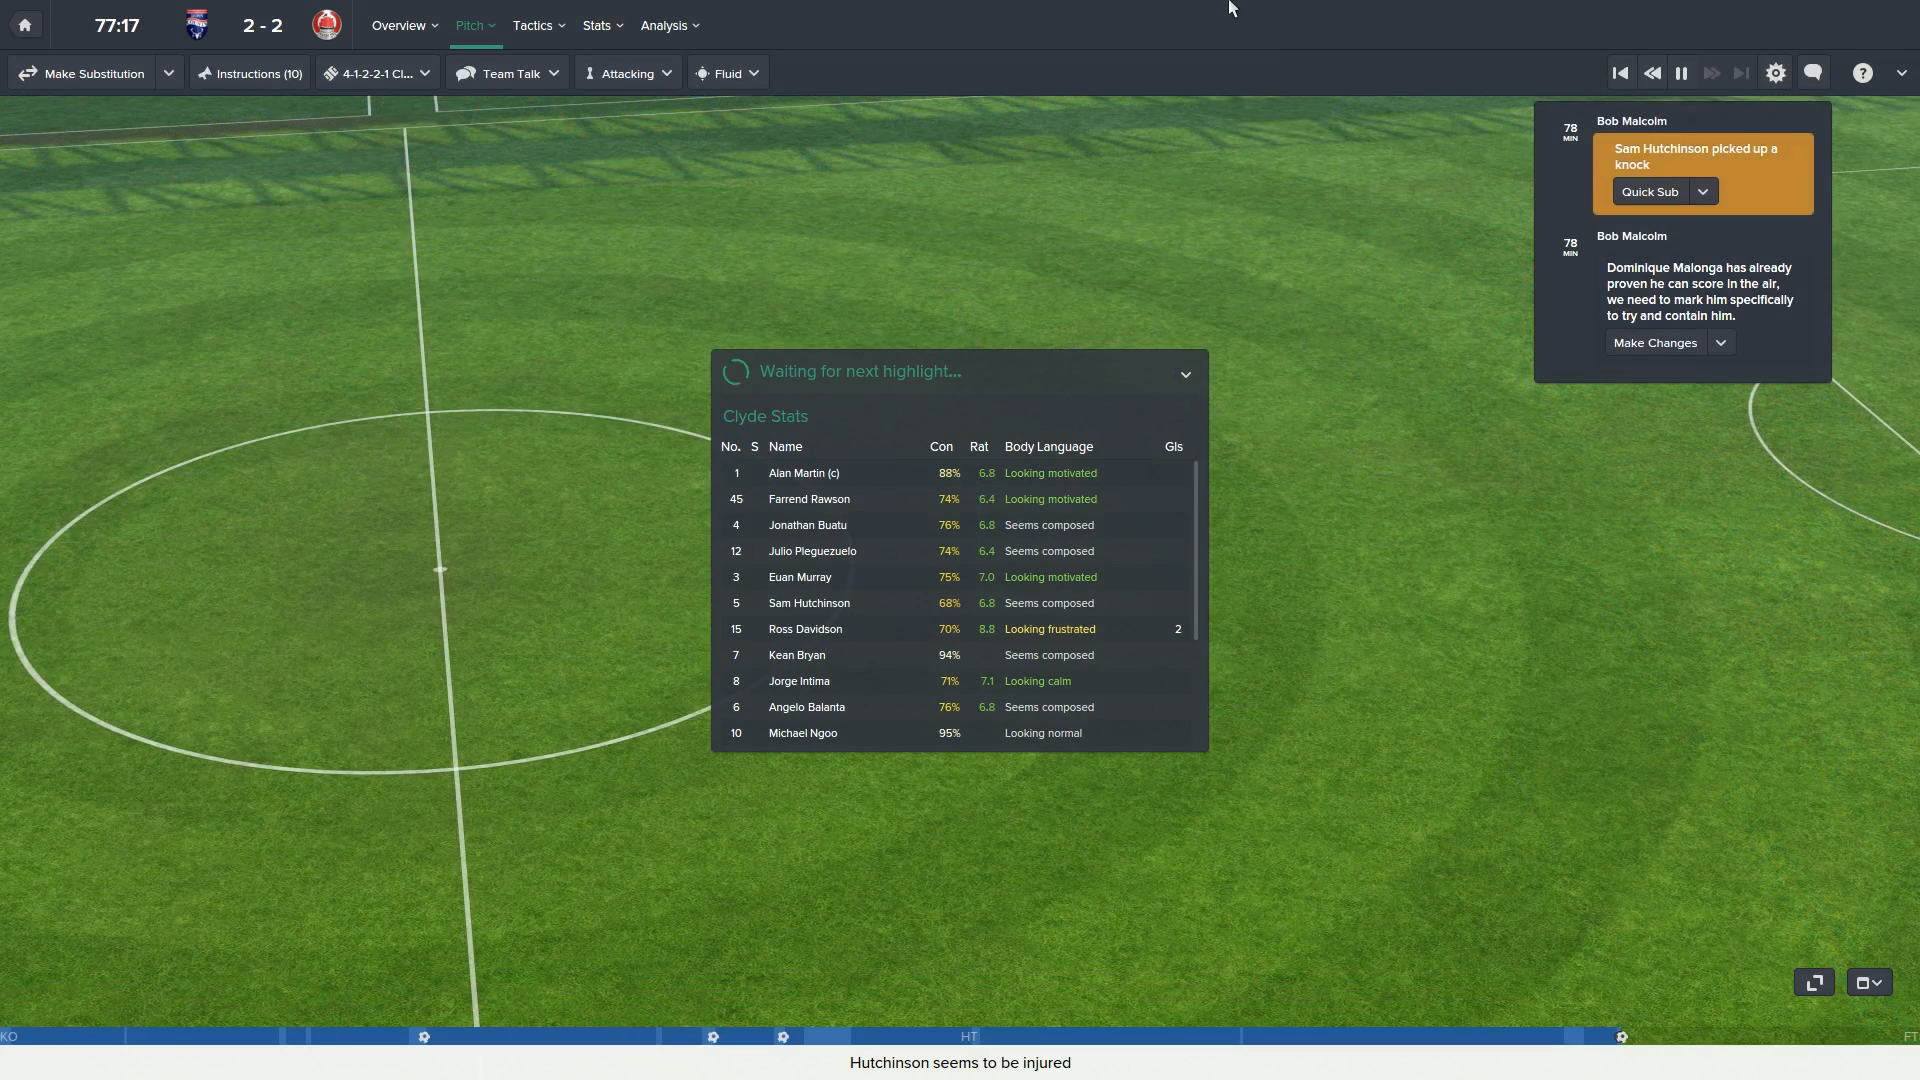 77:17
2 - 2
Overview
Pitch
Tactics
Stats
Analysis
Make Substitution
Instructions (10)
4-1-2-2-1 Cl...
Team Talk
Attacking
Fluid
?
78
MIN
Bob Malcolm
Sam Hutchinson picked up a
knock
Quick Sub
78
MIN
Bob Malcolm
Dominique Malonga has already
proven he can score in the air,
we need to mark him specifically
to try and contain him.
Make Changes
Waiting for next highlight...
Clyde Stats
No. S Name Con Rat Body Language Gls
1 Alan Martin (c) 88% 6.8 Looking motivated
45 Farrend Rawson 74% 6.4 Looking motivated
4 Jonathan Buatu 76% 6.8 Seems composed
12 Julio Pleguezuelo 74% 6.4 Seems composed
3 Euan Murray 75% 7.0 Looking motivated
5 Sam Hutchinson 68% 6.8 Seems composed
15 Ross Davidson 70% 8.8 Looking frustrated 2
7 Kean Bryan 94% Seems composed
8 Jorge Intima 71% 7.1 Looking calm
6 Angelo Balanta 76% 6.8 Seems composed
10 Michael Ngoo 95% Looking normal
KO
HT
FT
Hutchinson seems to be injured